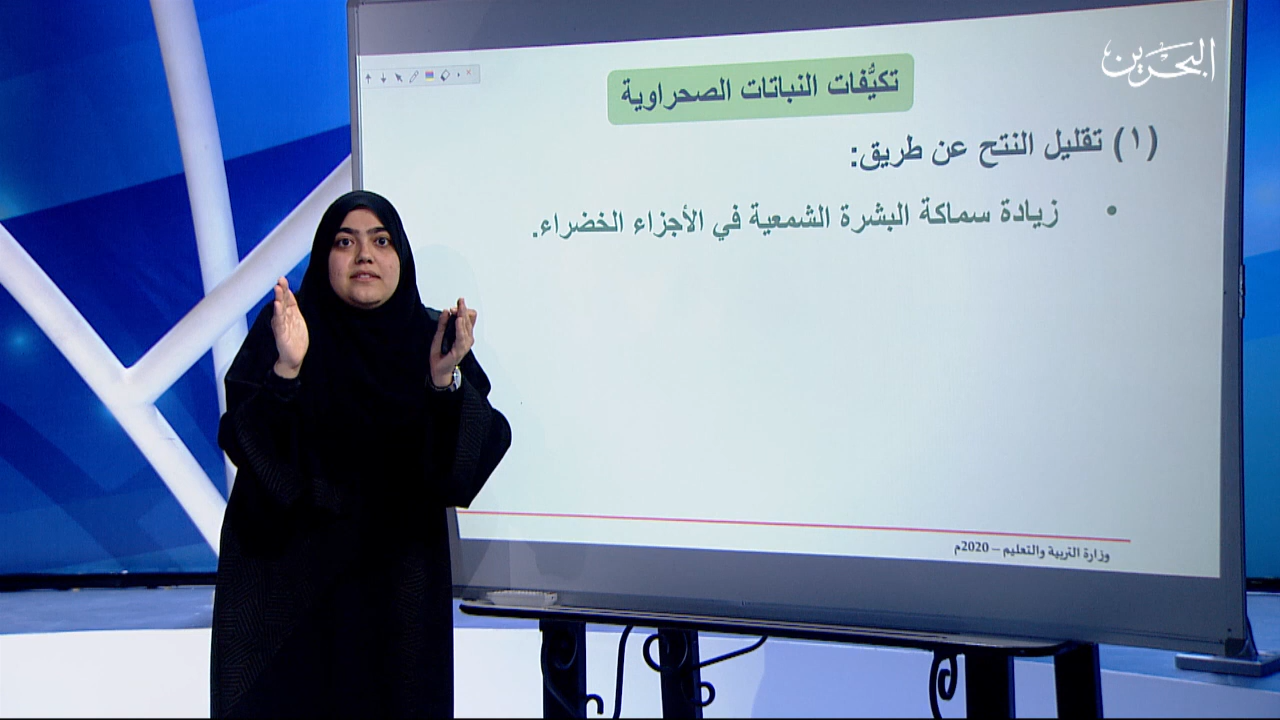 البحرين
تكيُّفات النباتات الصحراوية
(١) تقليل النتح عن طريق:
• زيادة سماكة البشرة الشمعية في الأجزاء الخضراء.
وزارة التربية والتعليم – 2020م